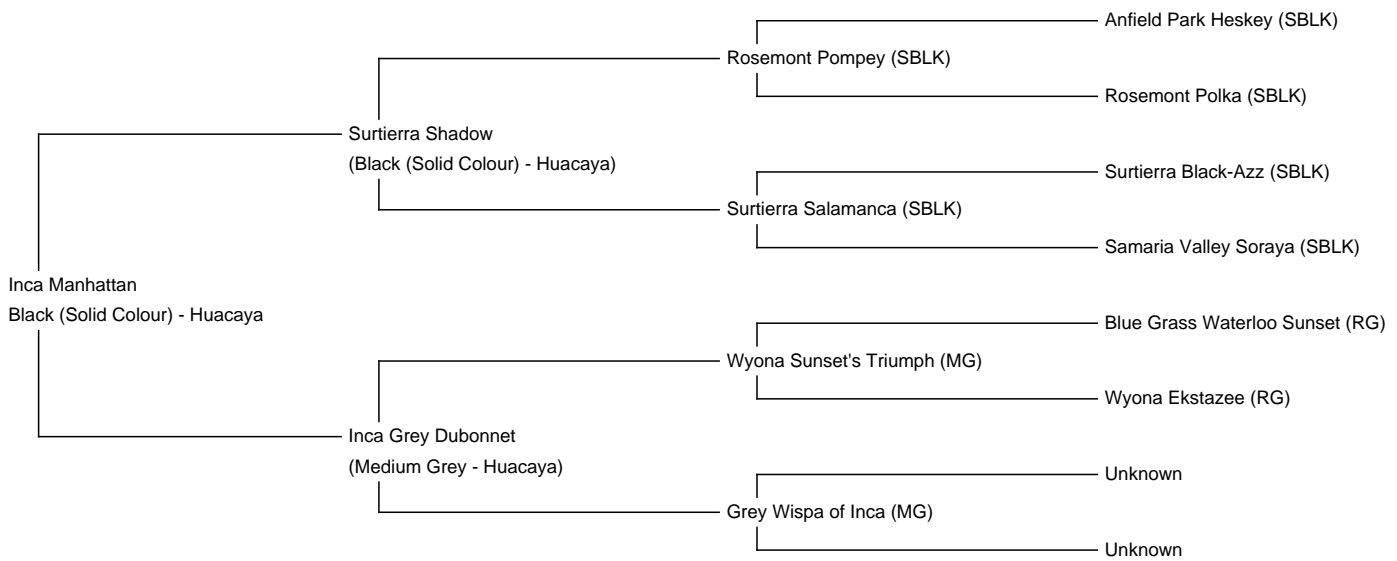 Anfield Park Heskey (SBLK)
Rosemont Pompey (SBLK)
Rosemont Polka (SBLK)
Surtierra Shadow
(Black (Solid Colour) - Huacaya)
Surtierra Black-Azz (SBLK)
Surtierra Salamanca (SBLK)
Samaria Valley Soraya (SBLK)
Inca Manhattan
Black (Solid Colour) - Huacaya
Blue Grass Waterloo Sunset (RG)
Wyona Sunset's Triumph (MG)
Wyona Ekstazee (RG)
Inca Grey Dubonnet
(Medium Grey - Huacaya)
Unknown
Grey Wispa of Inca (MG)
Unknown